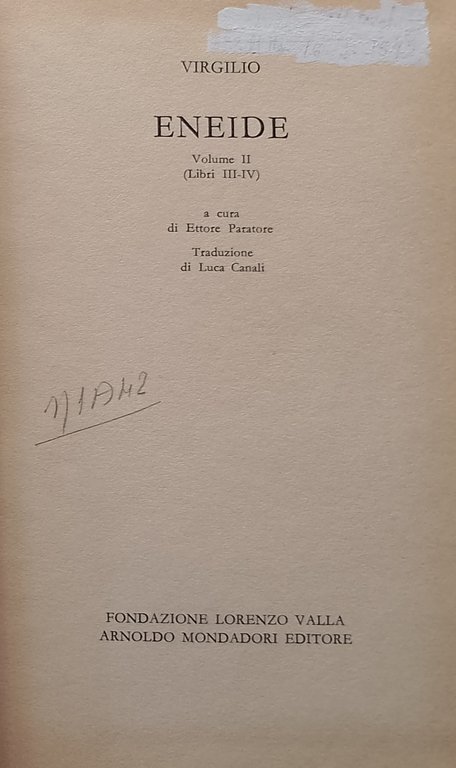 VIRGILIO
ENEIDE
Volume II
(Libri III-IV)
a cura
di Ettore Paratore
Traduzione
di Luca Canali
FONDAZIONE LORENZO VALLA
ARNOLDO MONDADORI EDITORE